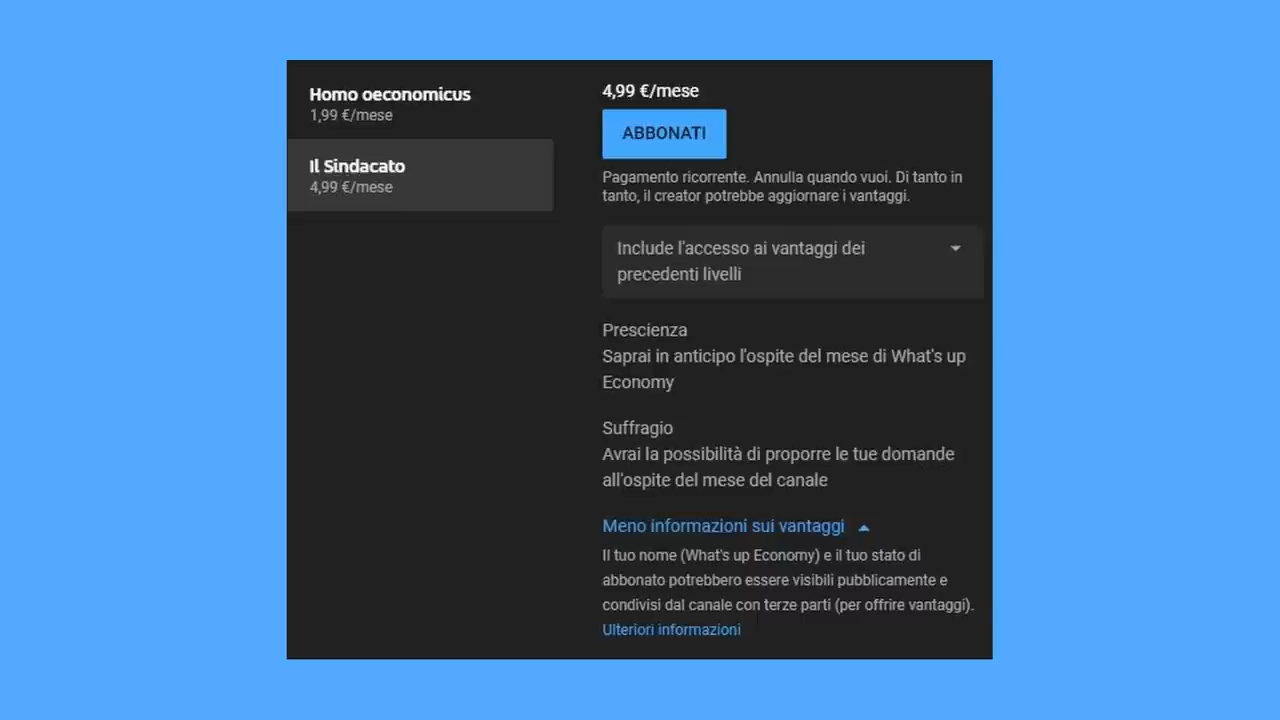 Homo oeconomicus
1,99 €/mese
Il Sindacato
4,99 €/mese
4,99 €/mese
ABBONATI
Pagamento ricorrente. Annulla quando vuoi. Di tanto in
tanto, il creator potrebbe aggiornare i vantaggi.
Include l'accesso ai vantaggi dei
precedenti livelli
Prescienza
Saprai in anticipo l'ospite del mese di What's up
Economy
Suffragio
Avrai la possibilità di proporre le tue domande
all'ospite del mese del canale
Meno informazioni sui vantaggi
Il tuo nome (What's up Economy) e il tuo stato di
abbonato potrebbero essere visibili pubblicamente e
condivisi dal canale con terze parti (per offrire vantaggi).
Ulteriori informazioni